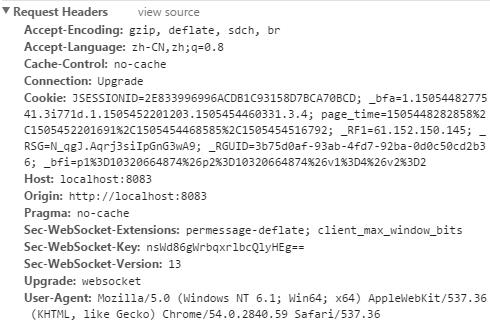 ▼ Request Headers view source
Accept-Encoding: gzip, deflate, sdch, br
Accept-Language: zh-CN,zh;q=0.8
Cache-Control: no-cache
Connection: Upgrade
Cookie: JSESSIONID=2E833996996ACDB1C93158D7BCA70BCD; _bfa=1.15054482775
41.3i771d.1.1505452201203.1505454460331.3.4; page_time=1505448282858%2
C1505452201691%2C1505454468585%2C1505454516792; _RF1=61.152.150.145; _
RSG=N_qgJ.Aqrj3siIpGnG3wA9; _RGUID=3b75d0af-93ab-4fd7-92ba-0d0c50cd2b3
6; _bfi=p1%3D10320664874%26p2%3D10320664874%26v1%3D4%26v2%3D2
Host: localhost:8083
Origin: http://localhost:8083
Pragma: no-cache
Sec-WebSocket-Extensions: permessage-deflate; client_max_window_bits
Sec-WebSocket-Key: nsWd86gWrbqxrlbcQlyHEg==
Sec-WebSocket-Version: 13
Upgrade: websocket
User-Agent: Mozilla/5.0 (Windows NT 6.1; Win64; x64) AppleWebKit/537.36
(KHTML, like Gecko) Chrome/54.0.2840.59 Safari/537.36